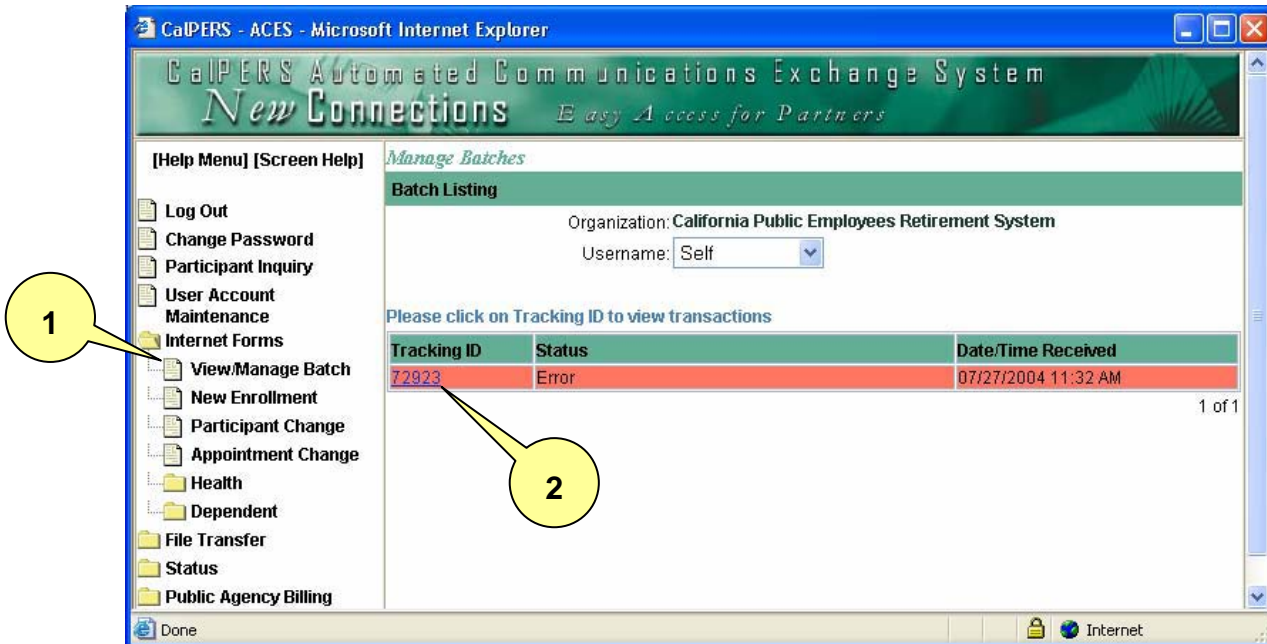 CalPERS - ACES - Microsoft Internet Explorer
CalPERS Automated Communications Exchange System
New Connections Easy Access for Partners
[Help Menu] [Screen Help]
Log Out
Change Password
Participant Inquiry
User Account
Maintenance
Internet Forms
View/Manage Batch
New Enrollment
Participant Change
Appointment Change
Health
Dependent
File Transfer
Status
Public Agency Billing
Manage Batches
Batch Listing
Organization: California Public Employees Retirement System
Username: Self
Please click on Tracking ID to view transactions
Tracking ID Status Date/Time Received
72923 Error 07/27/2004 11:32 AM
1 of 1
1
2
Done Internet